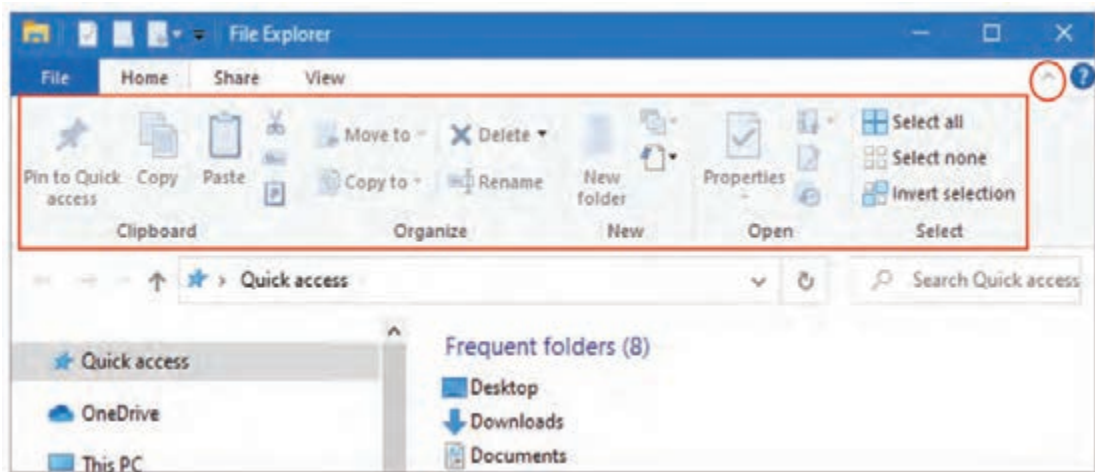 File Explorer
File Home Share View
?
Pin to Quick access
Copy
Paste
Clipboard
Move to
Copy to
Delete
Rename
Organize
New folder
New
Properties
Open
Select all
Select none
Invert selection
Select
> Quick access
Search Quick access
Quick access
OneDrive
This PC
Frequent folders (8)
Desktop
Downloads
Documents